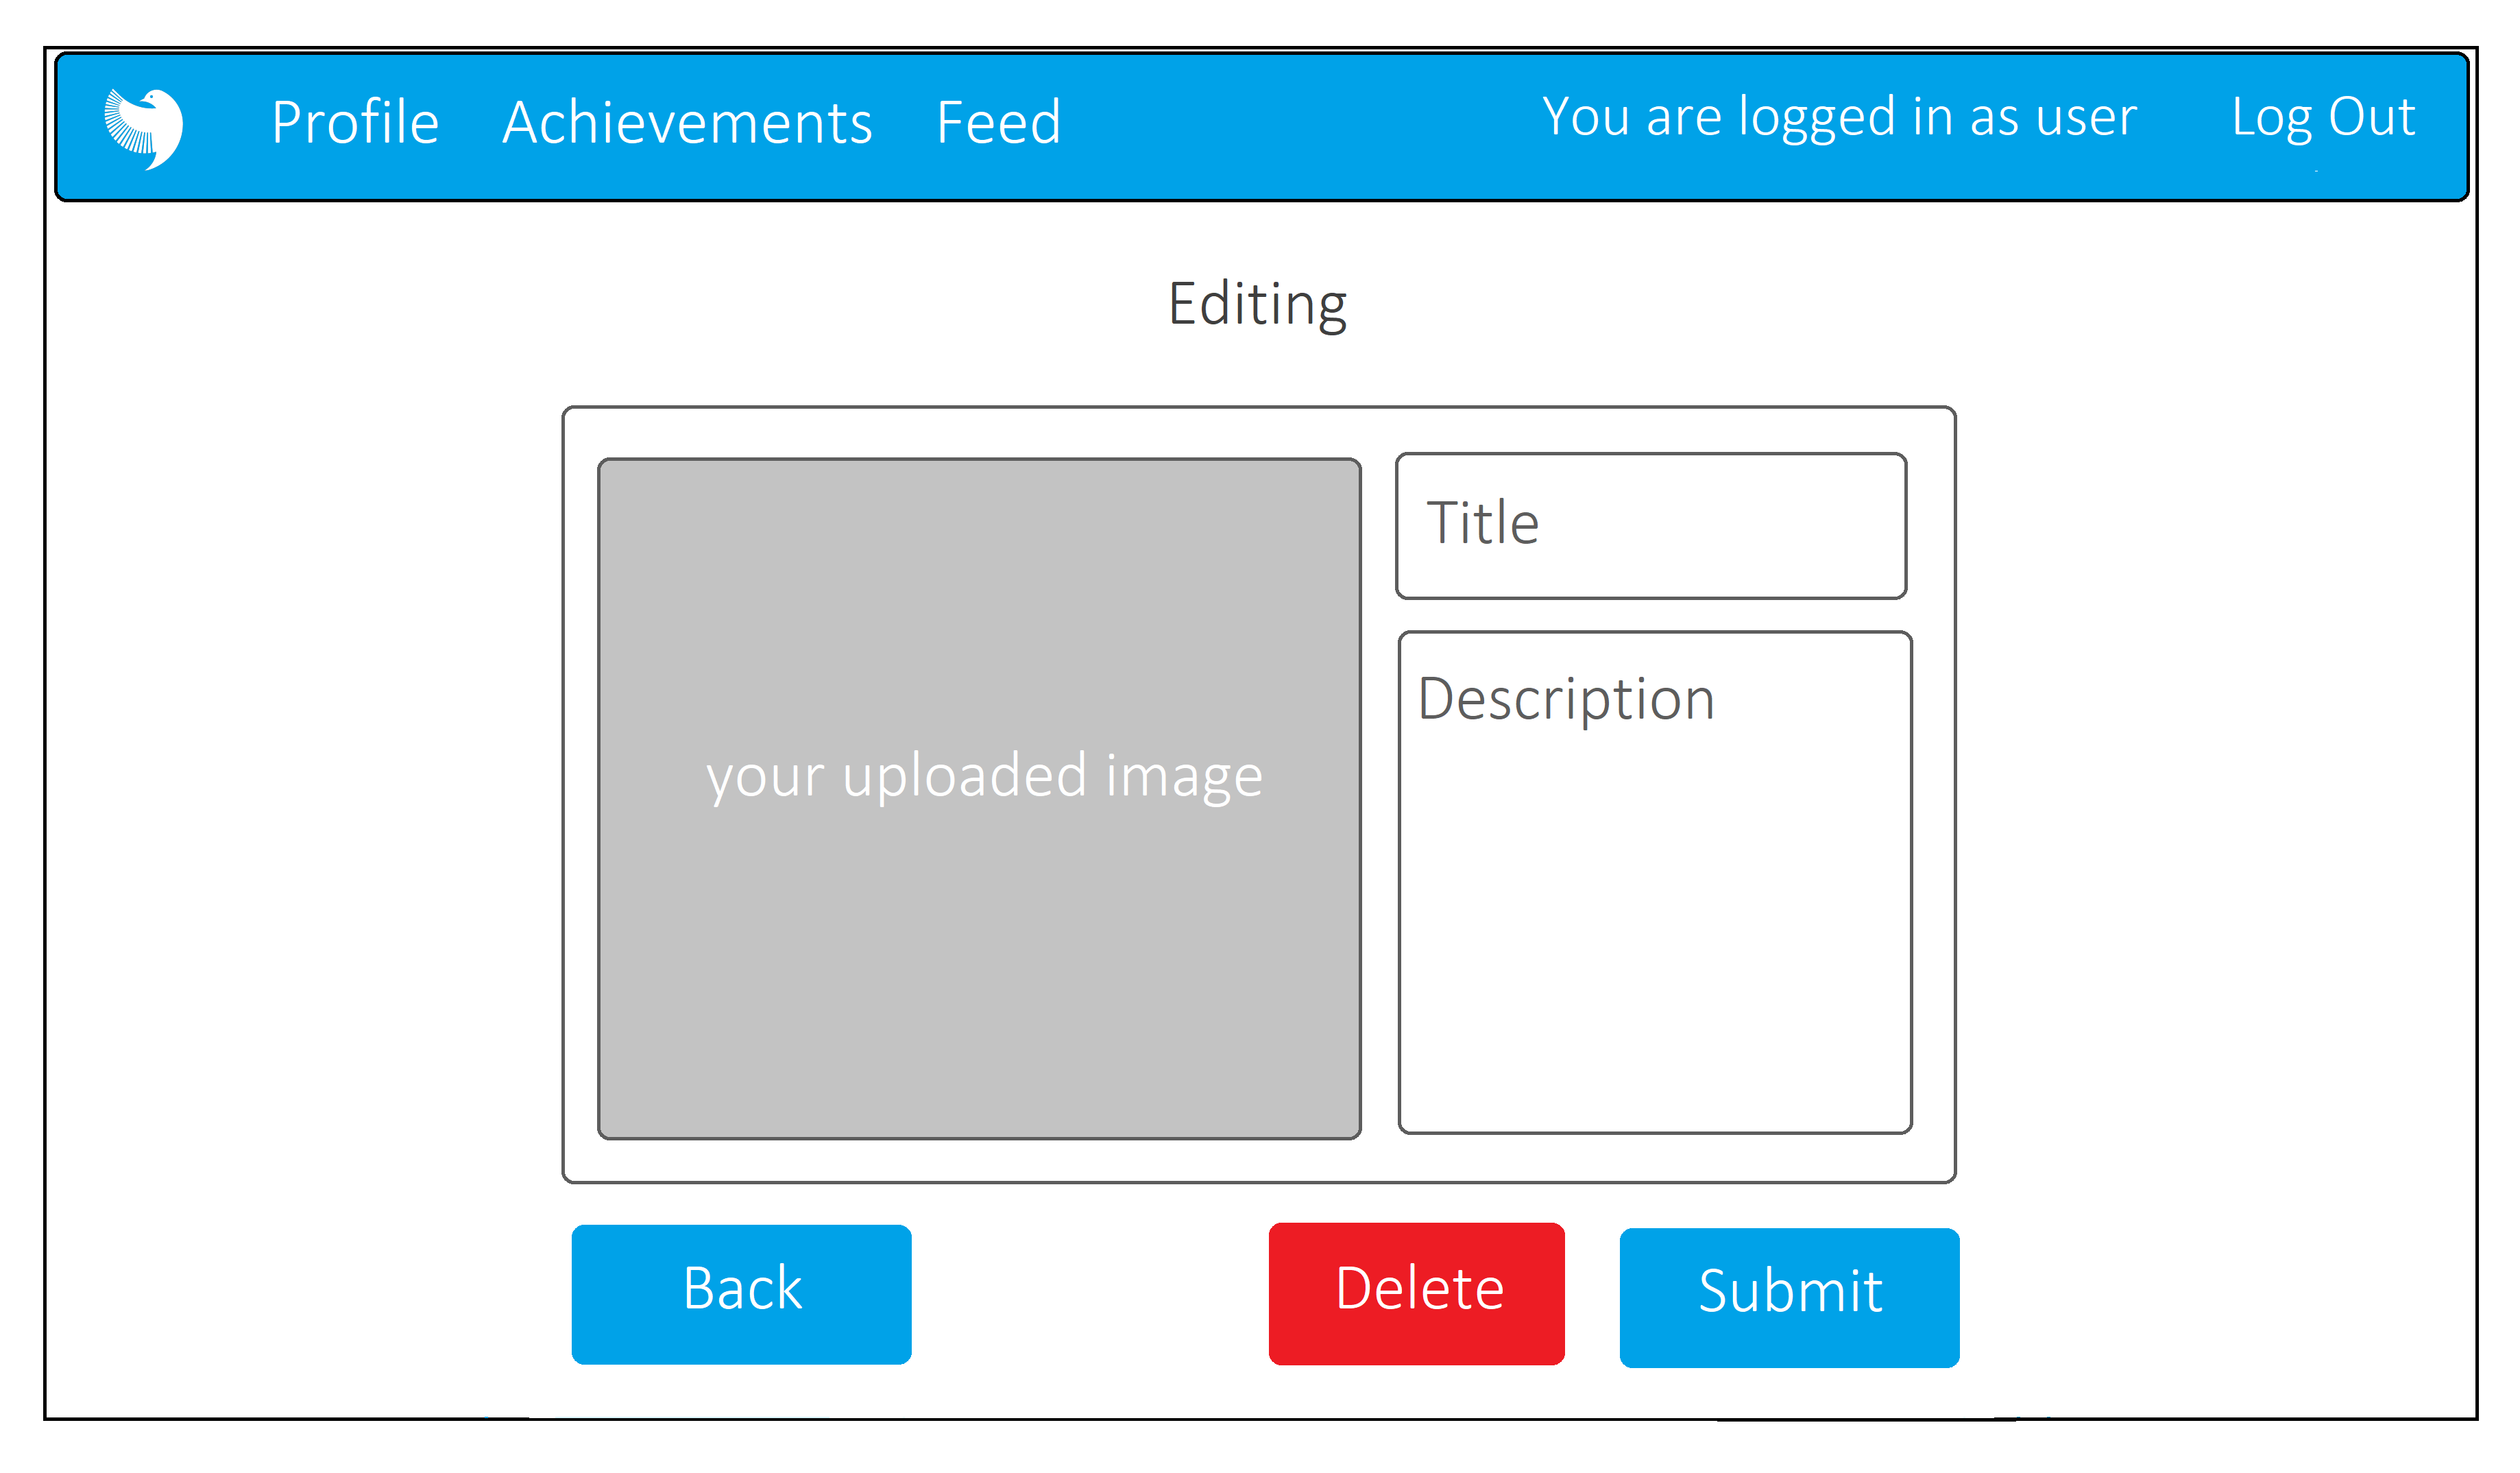 Profile Achievements Feed You are logged in as user Log Out
Editing
Title
Description
your uploaded image
Back Delete Submit